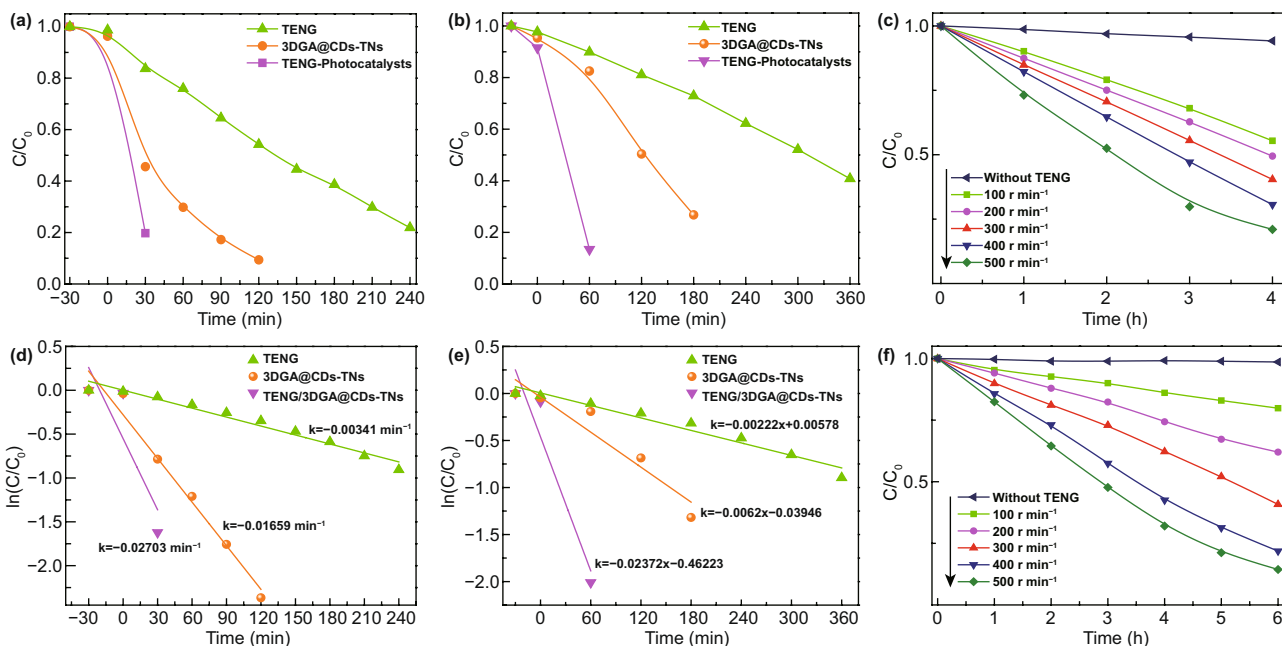 (a)
TENG
3DGA@CDs-TNs
TENG-Photocatalysts
C/C₀
1.0
0.8
0.6
0.4
0.2
0.0
−30 0 30 60 90 120 150 180 210 240
Time (min)
(b)
TENG
3DGA@CDs-TNs
TENG-Photocatalysts
C/C₀
1.0
0.8
0.6
0.4
0.2
0.0
0 60 120 180 240 300 360
Time (min)
(c)
C/C₀
1.0
0.5
Without TENG
100 r min⁻¹
200 r min⁻¹
300 r min⁻¹
400 r min⁻¹
500 r min⁻¹
0 1 2 3 4
Time (h)
(d)
TENG
3DGA@CDs-TNs
TENG/3DGA@CDs-TNs
ln(C/C₀)
0.5
0.0
−0.5
−1.0
−1.5
−2.0
k=−0.00341 min⁻¹
k=−0.01659 min⁻¹
k=−0.02703 min⁻¹
−30 0 30 60 90 120 150 180 210 240
Time (min)
(e)
TENG
3DGA@CDs-TNs
TENG/3DGA@CDs-TNs
ln(C/C₀)
0.5
0.0
−0.5
−1.0
−1.5
−2.0
k=−0.00222x+0.00578
k=−0.0062x−0.03946
k=−0.02372x−0.46223
0 60 120 180 240 300 360
Time (min)
(f)
C/C₀
1.0
0.5
Without TENG
100 r min⁻¹
200 r min⁻¹
300 r min⁻¹
400 r min⁻¹
500 r min⁻¹
0 1 2 3 4 5 6
Time (h)